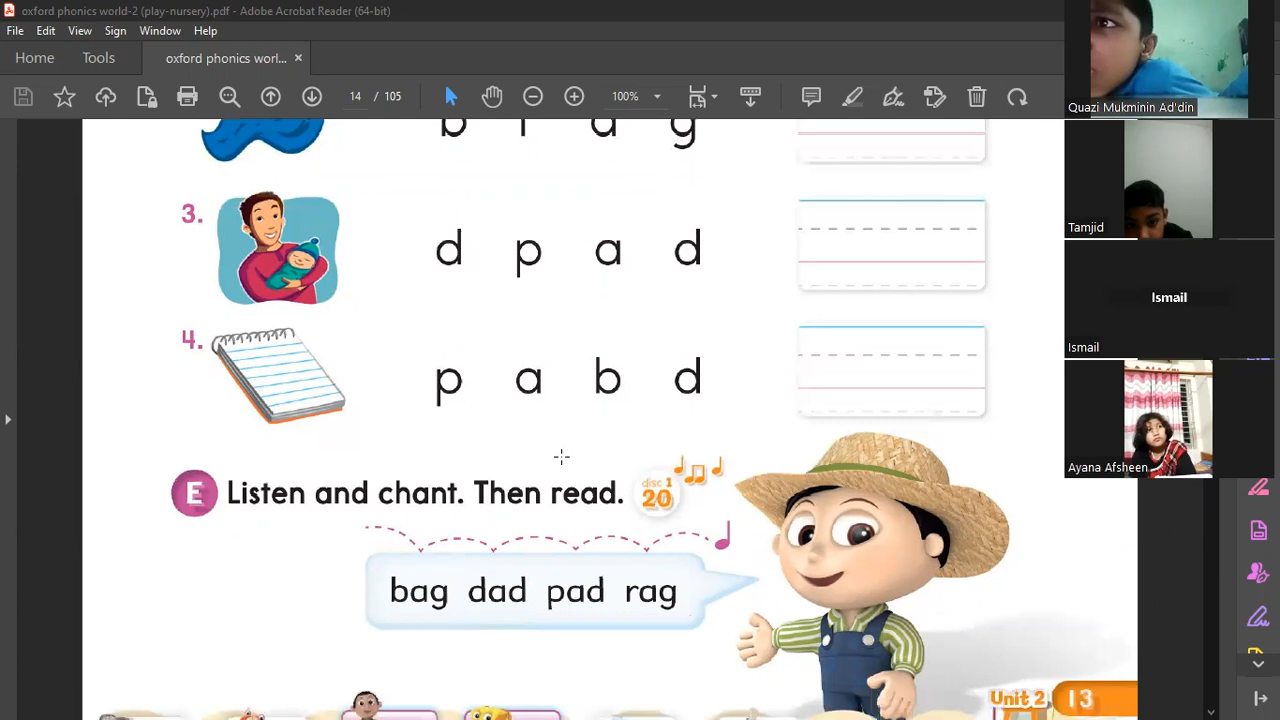 oxford phonics world-2 (play-nursery).pdf - Adobe Acrobat Reader (64-bit)
File Edit View Sign Window Help
Home Tools oxford phonics worl... ×
14 / 105 100%
b r a g
3. d p a d
4. p a b d
E Listen and chant. Then read. disc 1 20
bag dad pad rag
Unit 2 13
Quazi Mukminin Ad'din
Tamjid
Ismail
Ismail
Ayana Afsheen